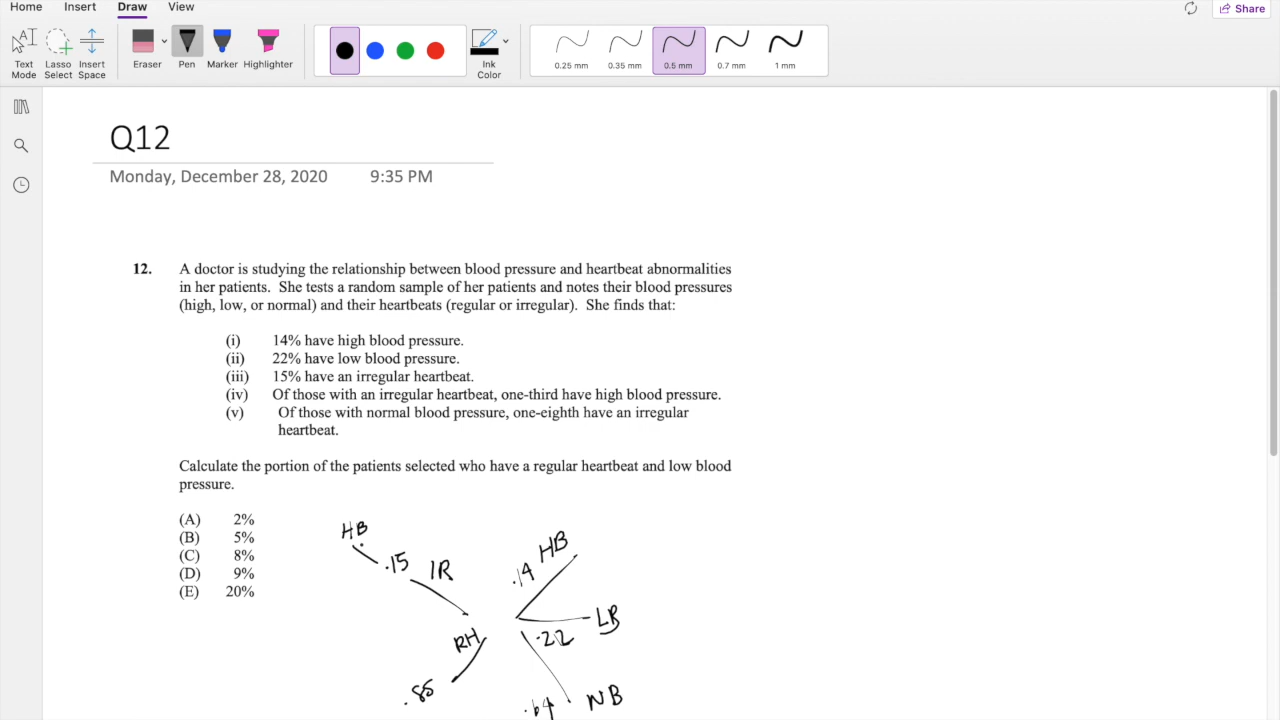 Home Insert Draw View
Share
Text Mode
Lasso Select
Insert Space
Eraser
Pen
Marker
Highlighter
Ink Color
0.25 mm
0.35 mm
0.5 mm
0.7 mm
1 mm
Q12
Monday, December 28, 2020 9:35 PM
12. A doctor is studying the relationship between blood pressure and heartbeat abnormalities
in her patients. She tests a random sample of her patients and notes their blood pressures
(high, low, or normal) and their heartbeats (regular or irregular). She finds that:
(i) 14% have high blood pressure.
(ii) 22% have low blood pressure.
(iii) 15% have an irregular heartbeat.
(iv) Of those with an irregular heartbeat, one-third have high blood pressure.
(v) Of those with normal blood pressure, one-eighth have an irregular
heartbeat.
Calculate the portion of the patients selected who have a regular heartbeat and low blood
pressure.
(A) 2%
(B) 5%
(C) 8%
(D) 9%
(E) 20%
HB
.15 IR
.14 HB
LB
.22
RH
.85
.64 NB